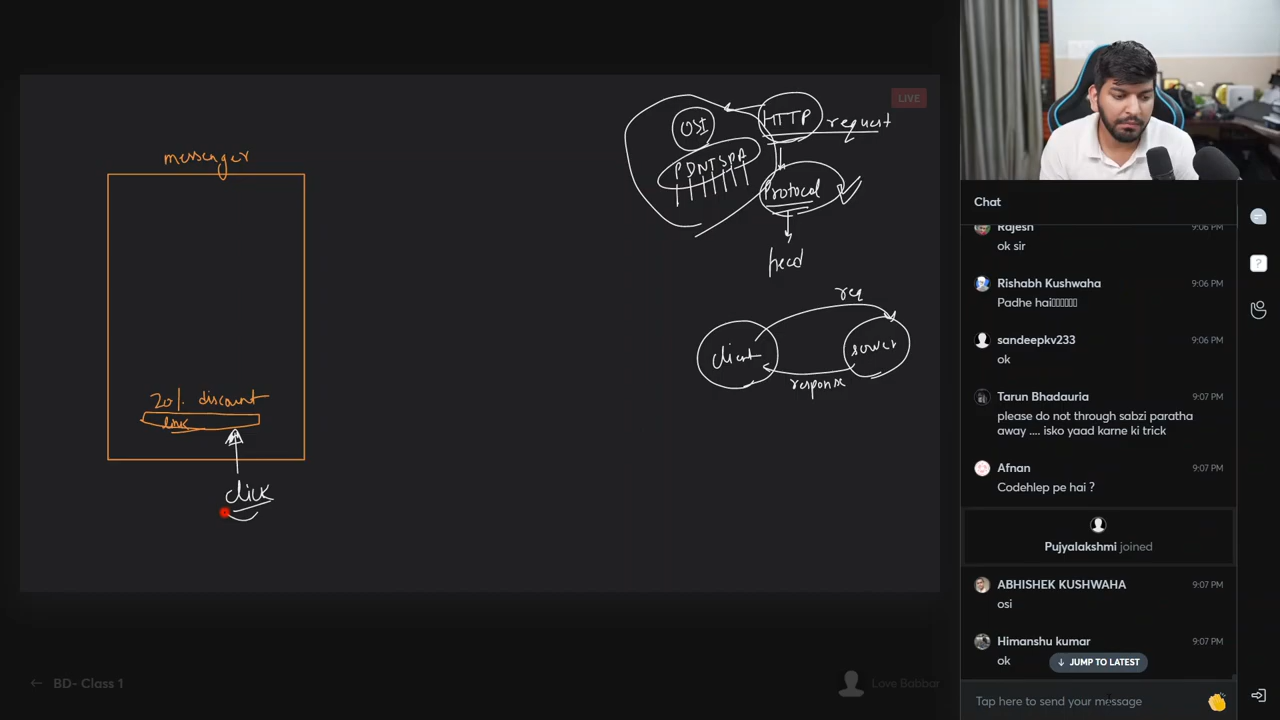 LIVE
messenger
20% discount
link
click
OSI
HTTP request
PDNTSPA
Protocol
head
req
client
server
response
← BD- Class 1
Love Babbar
Chat
Rajesh 9:06 PM
ok sir
Rishabh Kushwaha 9:06 PM
Padhe hai
sandeepkv233 9:06 PM
ok
Tarun Bhadauria 9:07 PM
please do not through sabzi paratha
away .... isko yaad karne ki trick
Afnan 9:07 PM
Codehlep pe hai ?
Pujyalakshmi joined
ABHISHEK KUSHWAHA 9:07 PM
osi
Himanshu kumar 9:07 PM
ok
↓ JUMP TO LATEST
Tap here to send your message